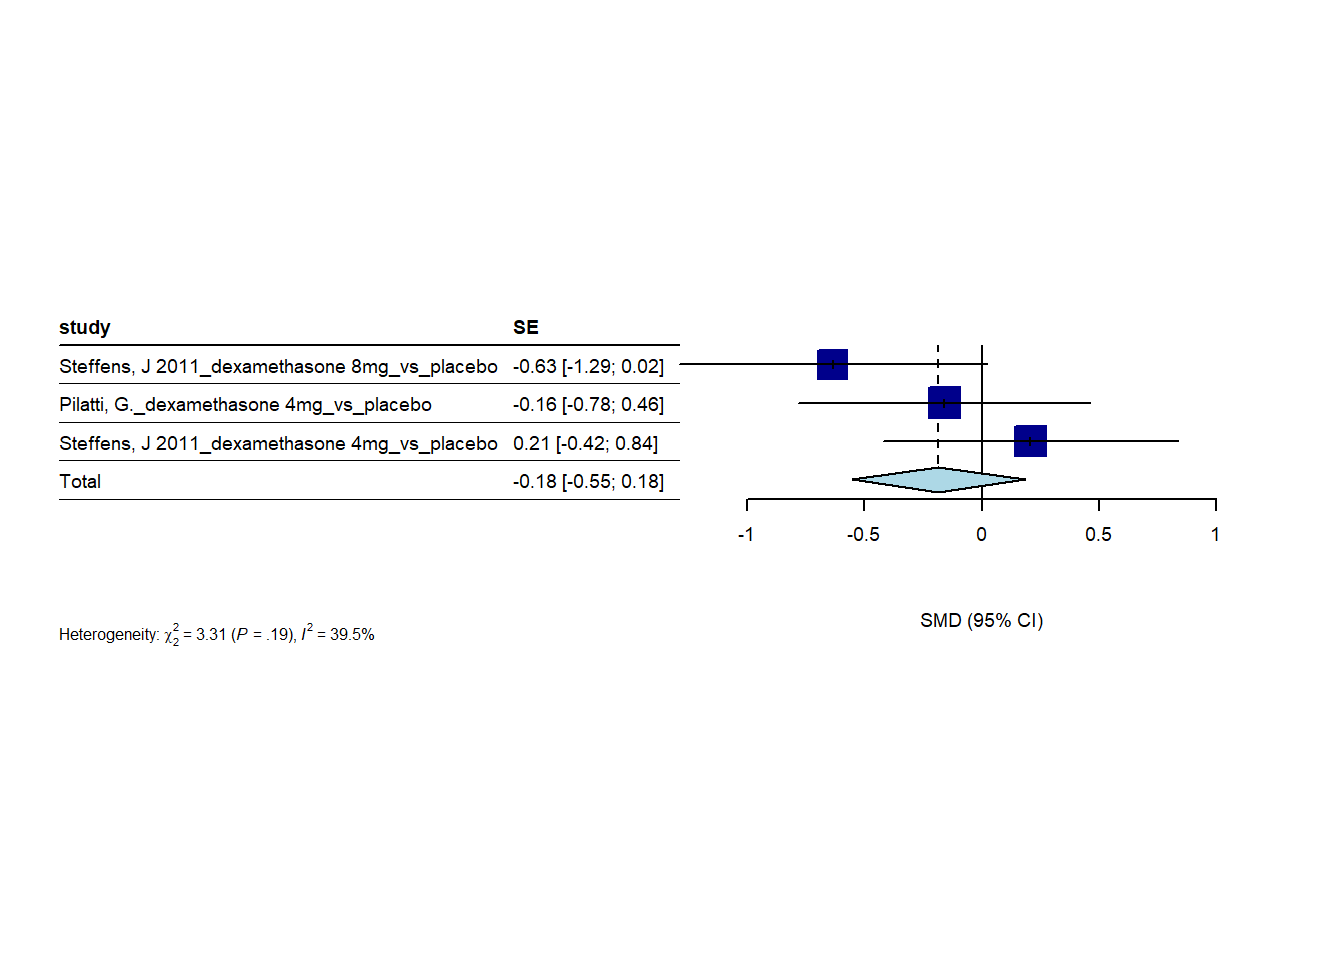 study SE
Steffens, J 2011_dexamethasone 8mg_vs_placebo -0.63 [-1.29; 0.02]
Pilatti, G._dexamethasone 4mg_vs_placebo -0.16 [-0.78; 0.46]
Steffens, J 2011_dexamethasone 4mg_vs_placebo 0.21 [-0.42; 0.84]
Total -0.18 [-0.55; 0.18]
-1 -0.5 0 0.5 1
SMD (95% CI)
Heterogeneity: χ²₂ = 3.31 (P = .19), I² = 39.5%